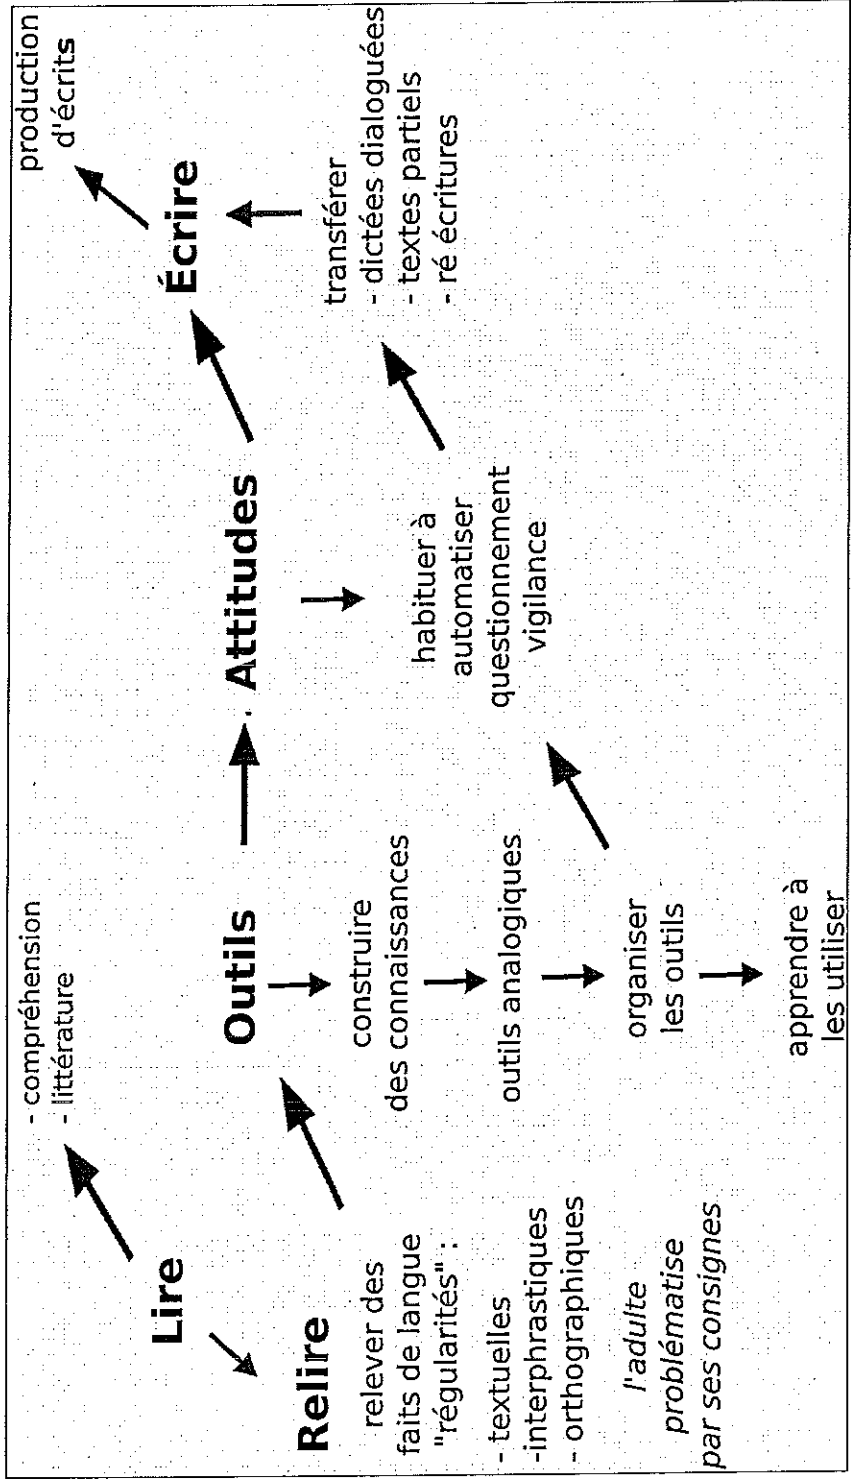 Lire
- compréhension
- littérature
Relire
relever des
faits de langue
"régularités" :
- textuelles
-interphrastiques
- orthographiques
l'adulte
problématise
par ses consignes
Outils
construire
des connaissances
outils analogiques
organiser
les outils
apprendre à
les utiliser
Attitudes
habituer à
automatiser
questionnement
vigilance
Écrire
production
d'écrits
transférer
- dictées dialoguées
- textes partiels
- ré écritures